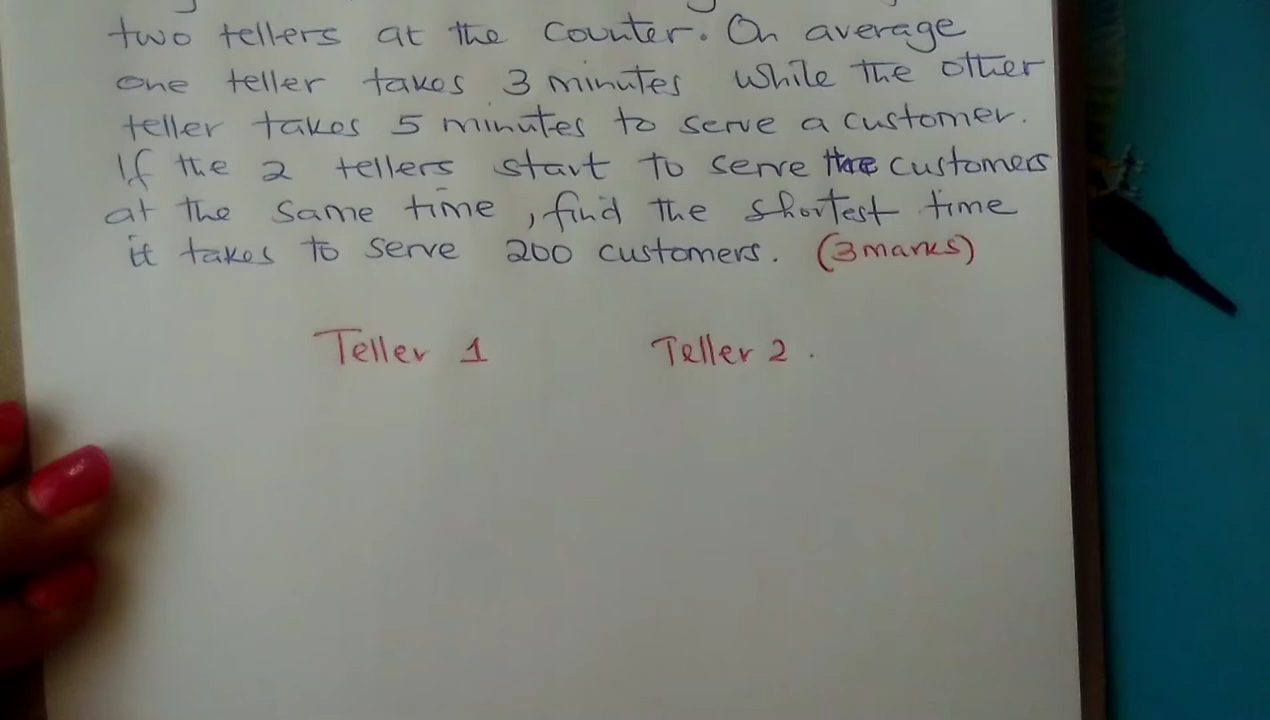 two tellers at the counter. On average
one teller takes 3 minutes while the other
teller takes 5 minutes to serve a customer.
If the 2 tellers start to serve the customers
at the same time, find the shortest time
it takes to serve 200 customers. (3marks)
Teller 1 Teller 2.